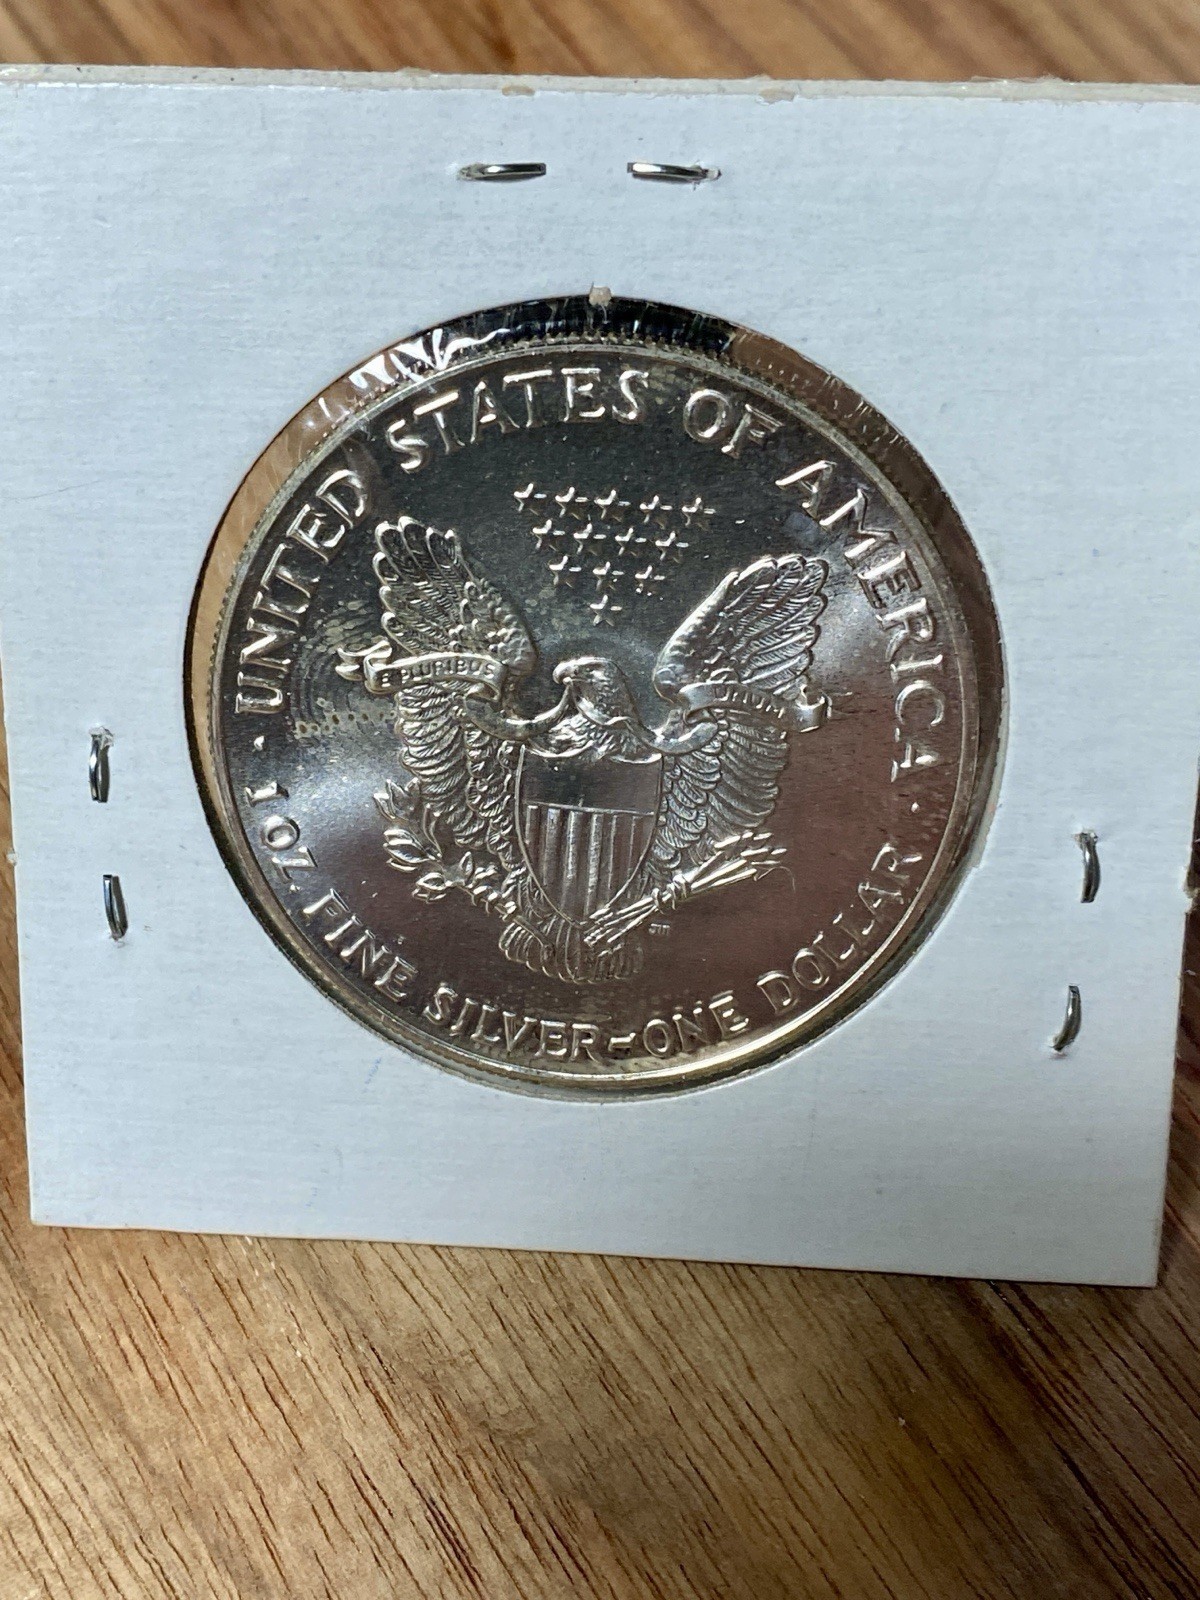 UNITED STATES OF AMERICA
E PLURIBUS UNUM
1 OZ. FINE SILVER-ONE DOLLAR